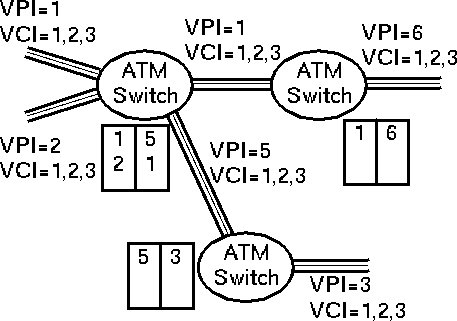 VPI=1
VCI=1,2,3
VPI=1
VCI=1,2,3
VPI=6
VCI=1,2,3
ATM
Switch
ATM
Switch
VPI=2
VCI=1,2,3
1 5
2 1
VPI=5
VCI=1,2,3
1 6
5 3
ATM
Switch
VPI=3
VCI=1,2,3